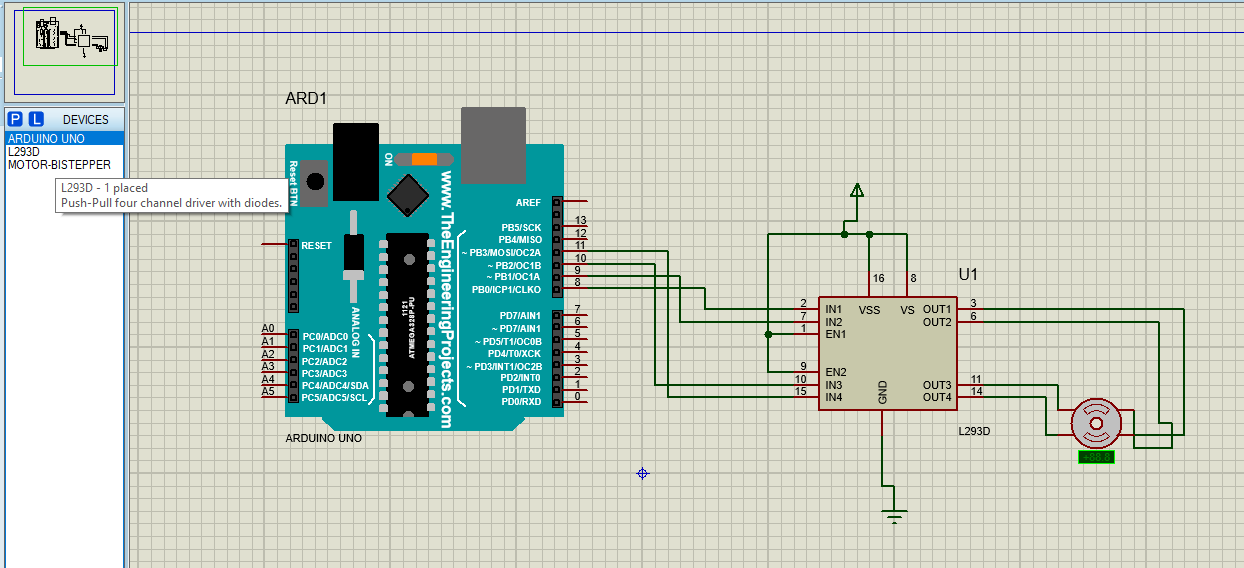 P L DEVICES
ARDUINO UNO
L293D
MOTOR-BISTEPPER
L293D - 1 placed
Push-Pull four channel driver with diodes.
ARD1
Reset BTN
ON
www.TheEngineeringProjects.com
1121
ATMEGA328P-PU
ANALOG IN
RESET
A0 PC0/ADC0
A1 PC1/ADC1
A2 PC2/ADC2
A3 PC3/ADC3
A4 PC4/ADC4/SDA
A5 PC5/ADC5/SCL
AREF
PB5/SCK 13
PB4/MISO 12
~ PB3/MOSI/OC2A 11
~ PB2/OC1B 10
~ PB1/OC1A 9
PB0/ICP1/CLKO 8
PD7/AIN1 7
~ PD7/AIN1 6
~ PD5/T1/OC0B 5
PD4/T0/XCK 4
~ PD3/INT1/OC2B 3
PD2/INT0 2
PD1/TXD 1
PD0/RXD 0
ARDUINO UNO
U1
16 8
VSS VS
2 IN1 OUT1 3
7 IN2 OUT2 6
1 EN1
9 EN2
10 IN3 OUT3 11
15 IN4 OUT4 14
GND
L293D